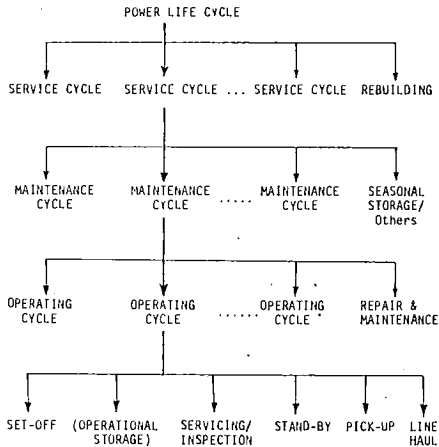 POWER LIFE CYCLE
SERVICE CYCLE SERVICE CYCLE ... SERVICE CYCLE REBUILDING
MAINTENANCE MAINTENANCE ..... MAINTENANCE SEASONAL
CYCLE CYCLE CYCLE STORAGE/
Others
OPERATING OPERATING ...... OPERATING REPAIR &
CYCLE CYCLE CYCLE MAINTENANCE
SET-OFF (OPERATIONAL SERVICING/ STAND-BY PICK-UP LINE
STORAGE) INSPECTION HAUL